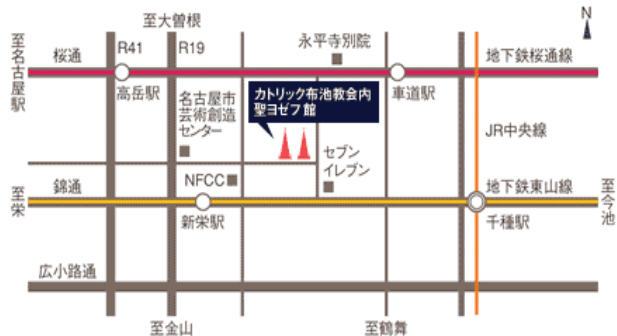 至大曽根
N
至名古屋駅
桜通
R41
R19
永平寺別院
地下鉄桜通線
高岳駅
名古屋市
芸術創造
センター
カトリック布池教会内
聖ヨゼフ館
車道駅
JR中央線
セブン
イレブン
NFCC
至栄
錦通
地下鉄東山線
至今池
新栄駅
千種駅
広小路通
至金山
至鶴舞